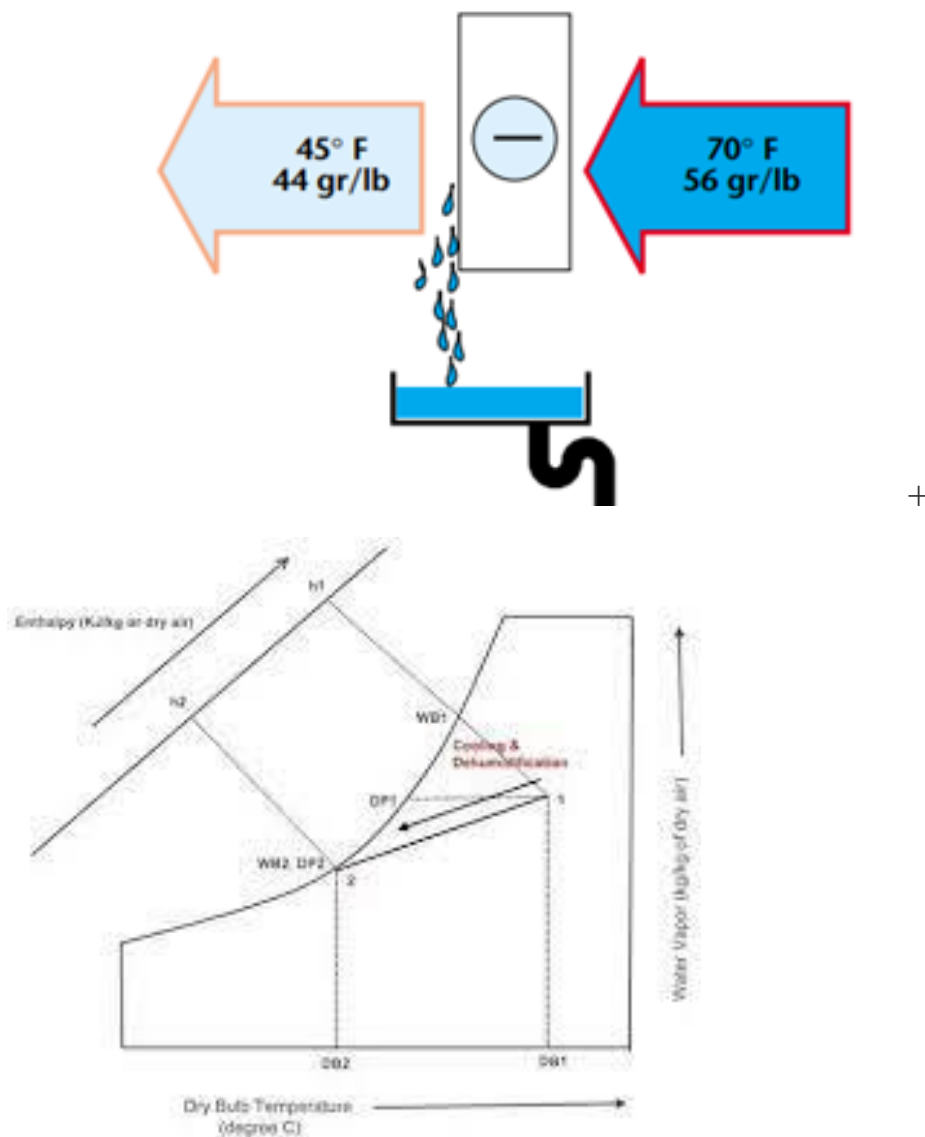 45° F
44 gr/lb
70° F
56 gr/lb
+
h1
Enthalpy (KJ/kg of dry air)
h2
WB1
Cooling &
Dehumidification
DP1
1
WB2, DP2
2
Water Vapor (kg/kg of dry air)
DB2
DB1
Dry Bulb Temperature
(degree C)